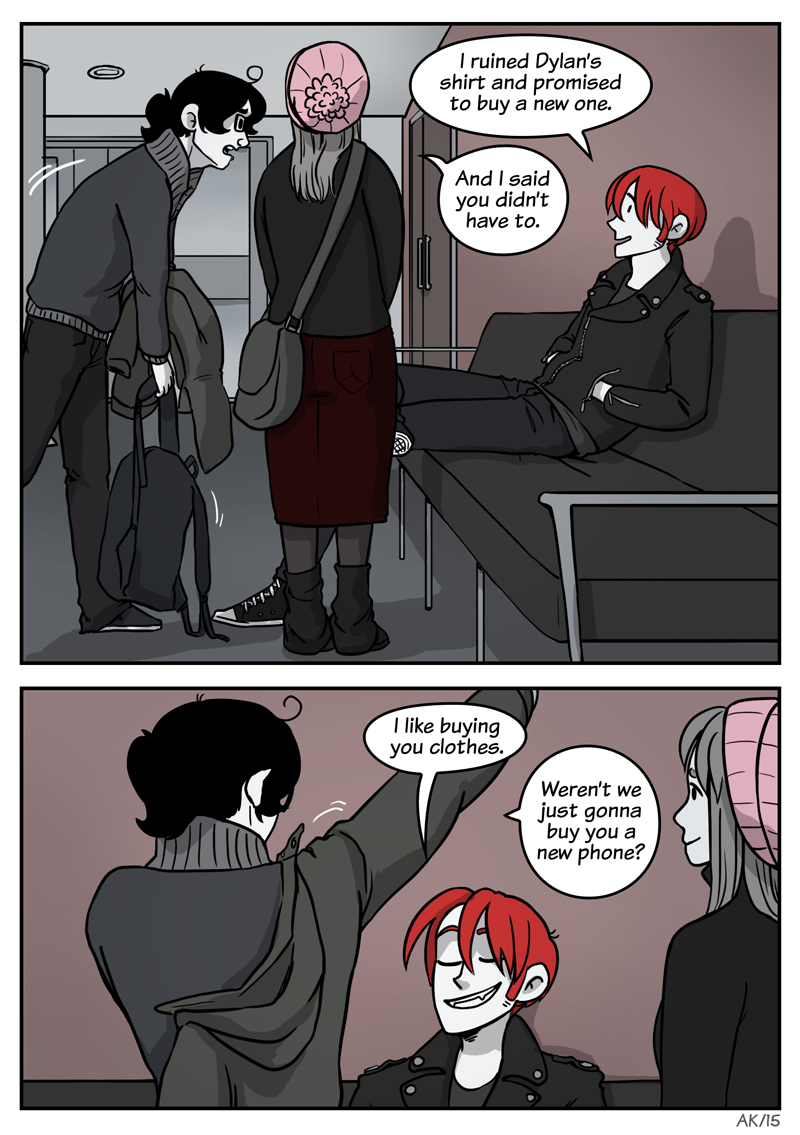 I ruined Dylan's
shirt and promised
to buy a new one.
And I said
you didn't
have to.
I like buying
you clothes.
Weren't we
just gonna
buy you a
new phone?
AK/15